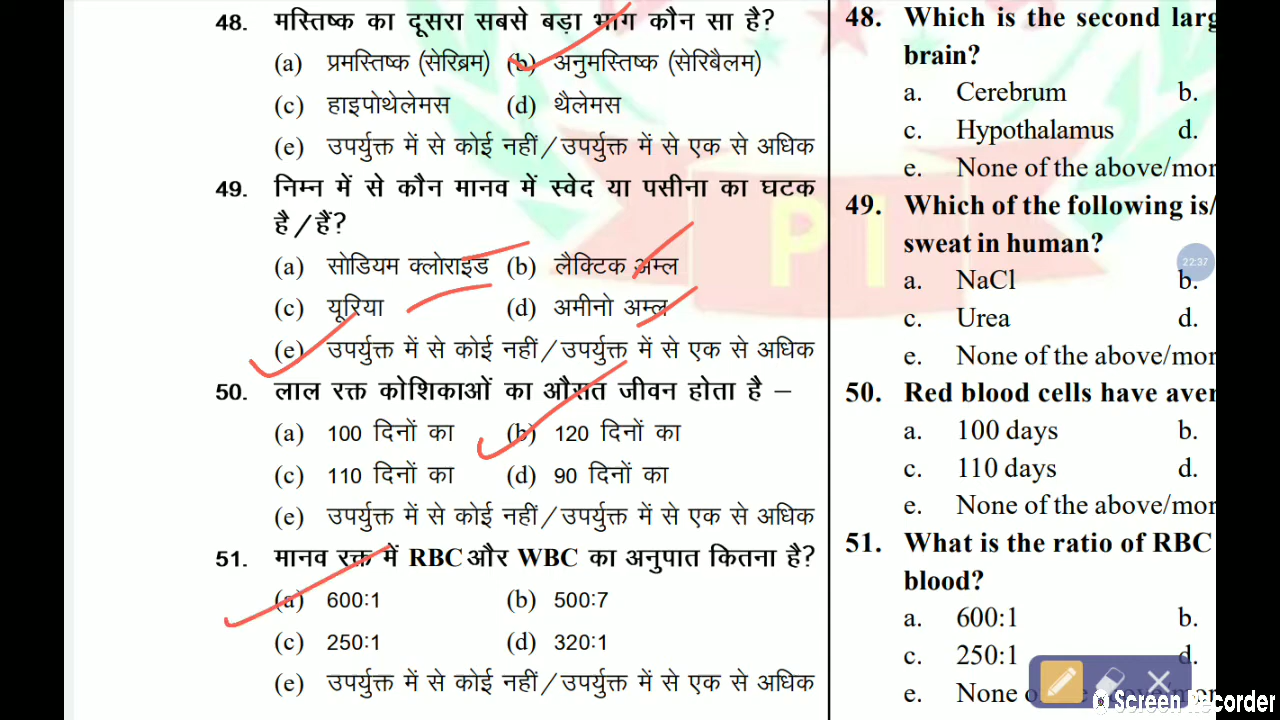 48. मस्तिष्क का दूसरा सबसे बड़ा भाग कौन सा है?
(a) प्रमस्तिष्क (सेरिब्रम) (b) अनुमस्तिष्क (सेरिबैलम)
(c) हाइपोथेलेमस (d) थैलेमस
(e) उपर्युक्त में से कोई नहीं/उपर्युक्त में से एक से अधिक
49. निम्न में से कौन मानव में स्वेद या पसीना का घटक
है/हैं?
(a) सोडियम क्लोराइड (b) लैक्टिक अम्ल
(c) यूरिया (d) अमीनो अम्ल
(e) उपर्युक्त में से कोई नहीं/उपर्युक्त में से एक से अधिक
50. लाल रक्त कोशिकाओं का औसत जीवन होता है –
(a) 100 दिनों का (b) 120 दिनों का
(c) 110 दिनों का (d) 90 दिनों का
(e) उपर्युक्त में से कोई नहीं/उपर्युक्त में से एक से अधिक
51. मानव रक्त में RBC और WBC का अनुपात कितना है?
(a) 600:1 (b) 500:7
(c) 250:1 (d) 320:1
(e) उपर्युक्त में से कोई नहीं/उपर्युक्त में से एक से अधिक
48. Which is the second larg
brain?
a. Cerebrum b.
c. Hypothalamus d.
e. None of the above/mor
49. Which of the following is/
sweat in human?
a. NaCl b.
c. Urea d.
e. None of the above/mor
50. Red blood cells have aver
a. 100 days b.
c. 110 days d.
e. None of the above/mor
51. What is the ratio of RBC
blood?
a. 600:1 b.
c. 250:1 d.
e. None
PI
22:37
Screen Recorder